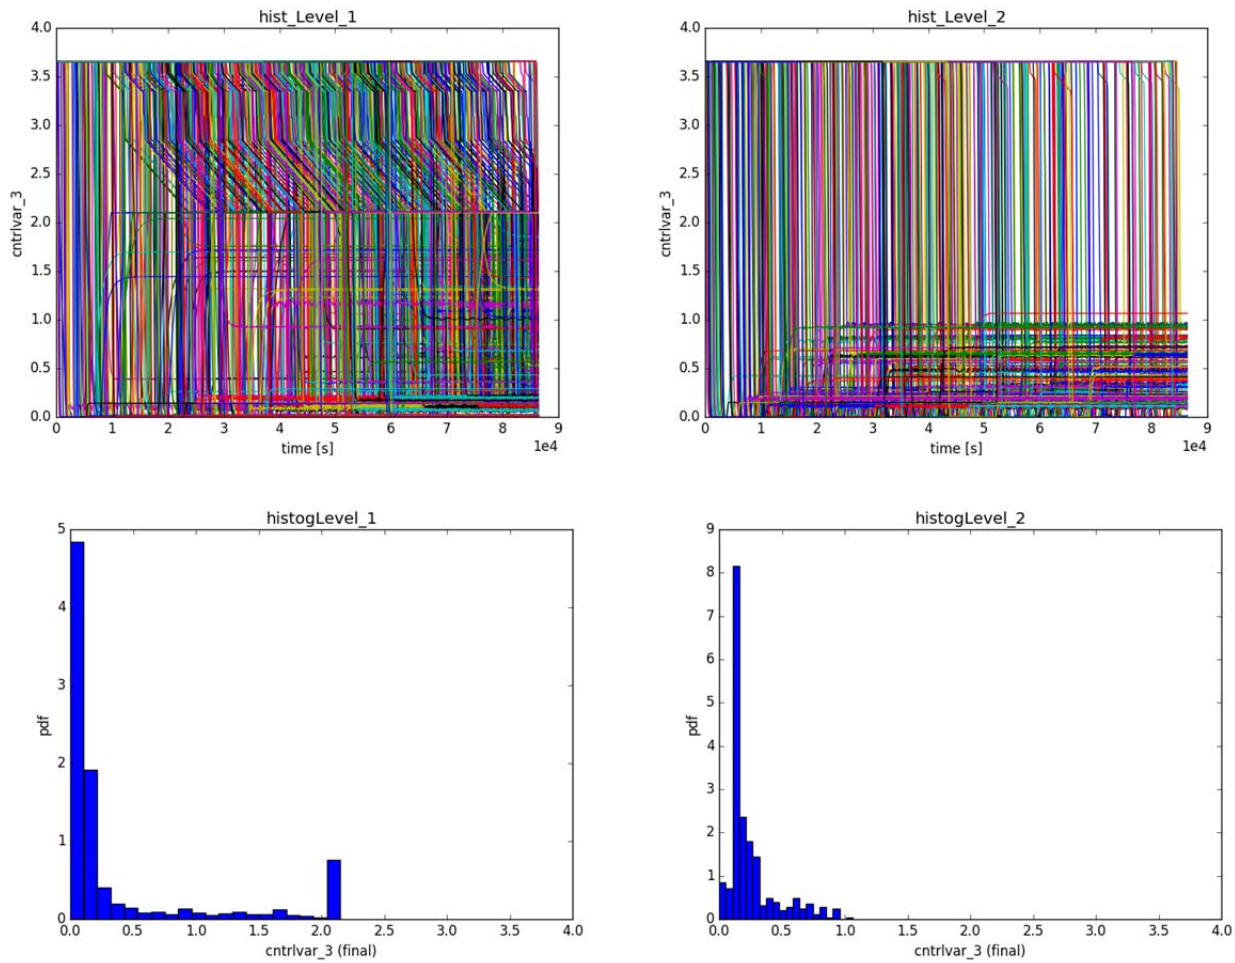 hist_Level_1
4.0
3.5
3.0
2.5
2.0
1.5
1.0
0.5
0.0
cntrlvar_3
0 1 2 3 4 5 6 7 8 9
time [s]
1e4
hist_Level_2
4.0
3.5
3.0
2.5
2.0
1.5
1.0
0.5
0.0
cntrlvar_3
0 1 2 3 4 5 6 7 8 9
time [s]
1e4
histogLevel_1
5
4
3
2
1
0
pdf
0.0 0.5 1.0 1.5 2.0 2.5 3.0 3.5 4.0
cntrlvar_3 (final)
histogLevel_2
9
8
7
6
5
4
3
2
1
0
pdf
0.0 0.5 1.0 1.5 2.0 2.5 3.0 3.5 4.0
cntrlvar_3 (final)